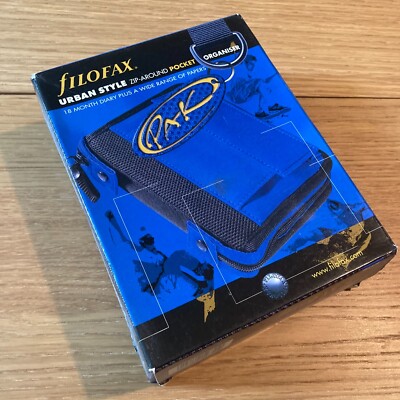 fILOFAX.
URBAN STYLE ZIP-AROUND POCKET ORGANISER
18 MONTH DIARY PLUS A WIDE RANGE OF PAPERS
PAK
www.filofax.com